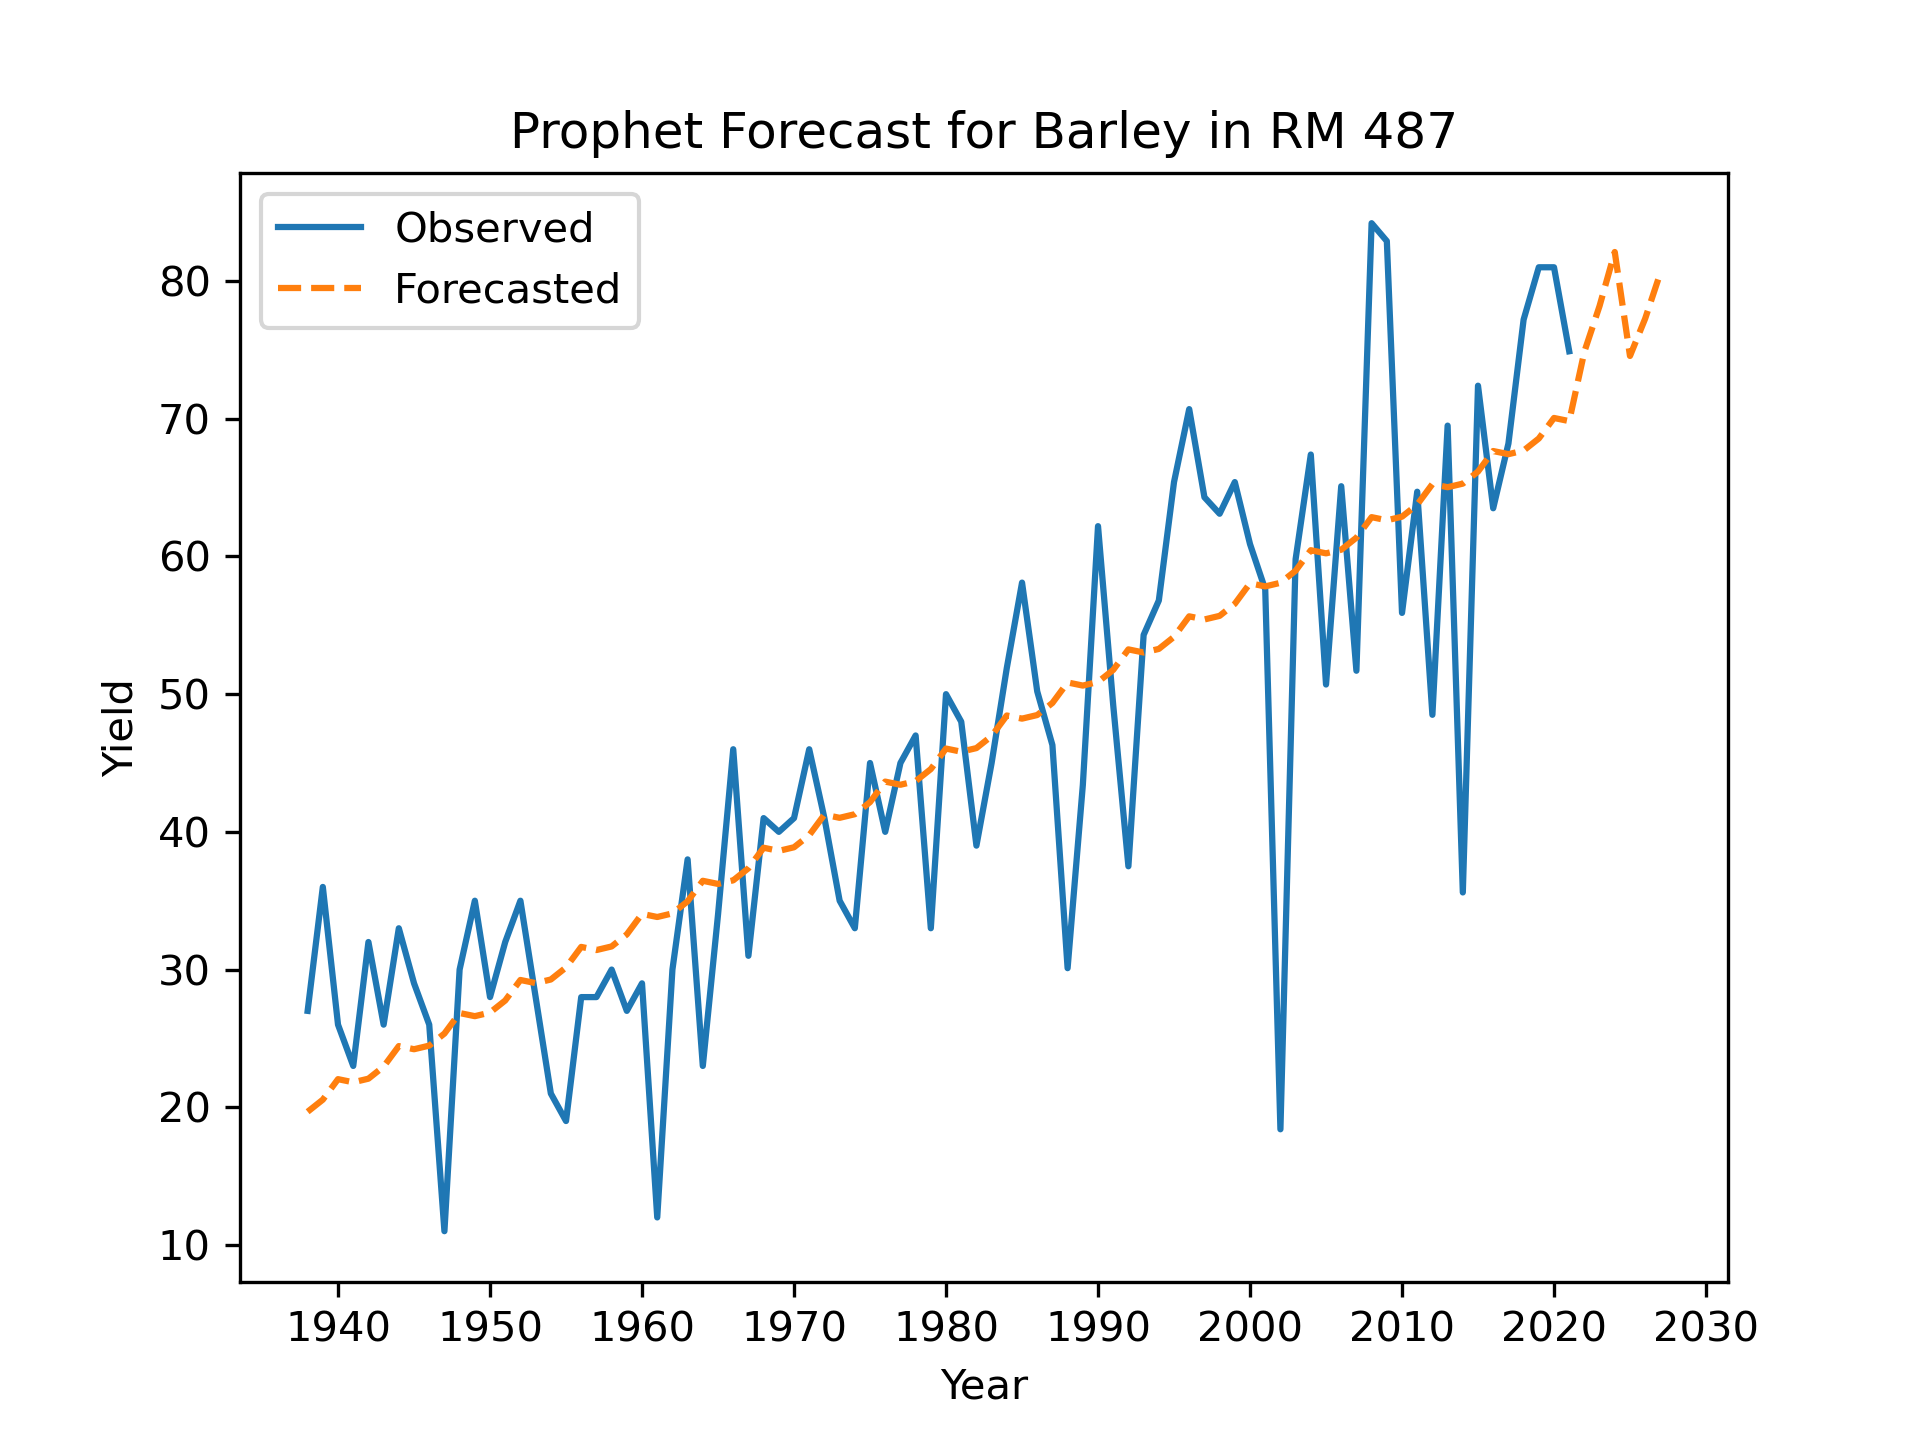 Prophet Forecast for Barley in RM 487
Observed
Forecasted
80
70
60
50
40
30
20
10
Yield
1940 1950 1960 1970 1980 1990 2000 2010 2020 2030
Year